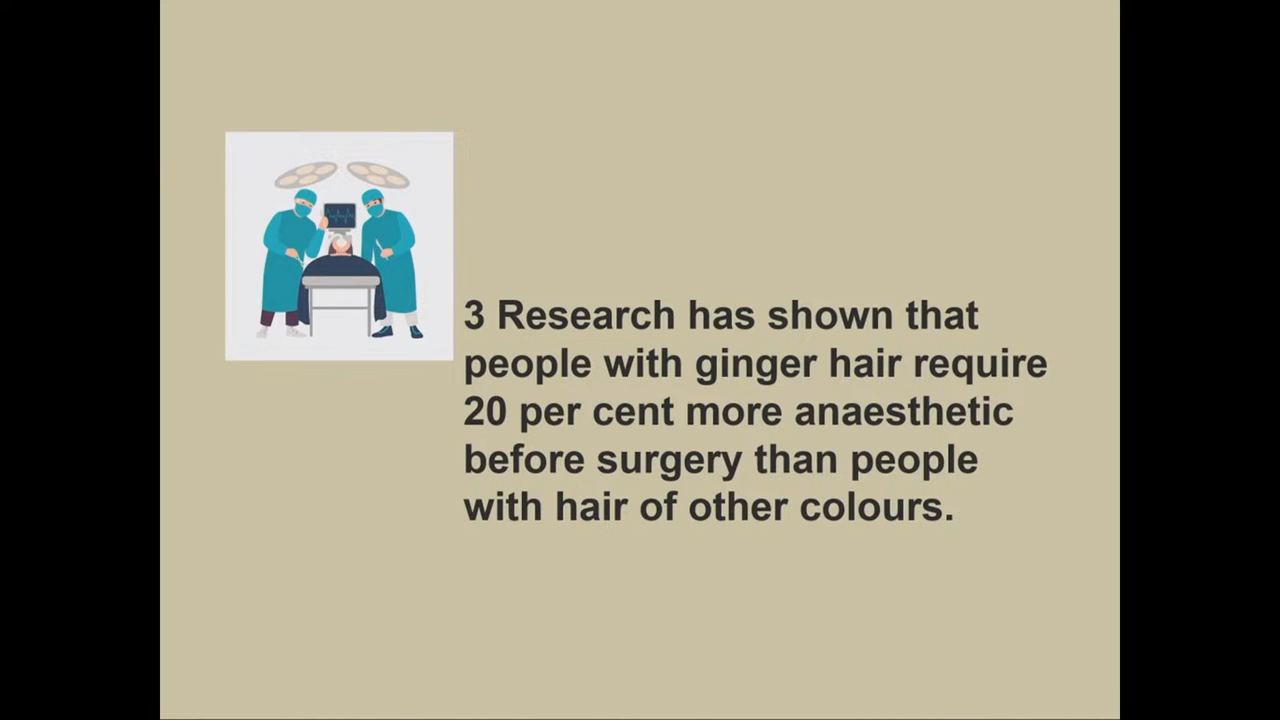 3 Research has shown that
people with ginger hair require
20 per cent more anaesthetic
before surgery than people
with hair of other colours.